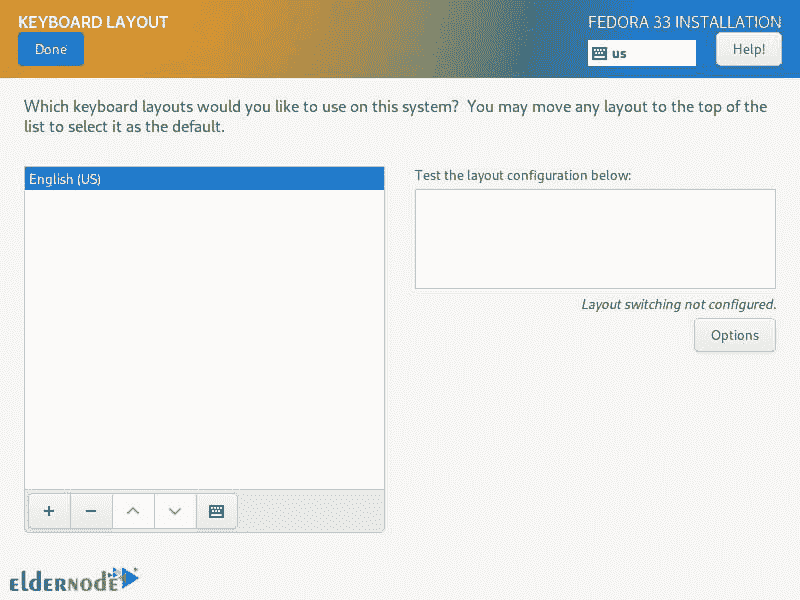 KEYBOARD LAYOUT
FEDORA 33 INSTALLATION
Done
us
Help!
Which keyboard layouts would you like to use on this system? You may move any layout to the top of the
list to select it as the default.
English (US)
Test the layout configuration below:
Layout switching not configured.
Options
+
−
ELDERNODE